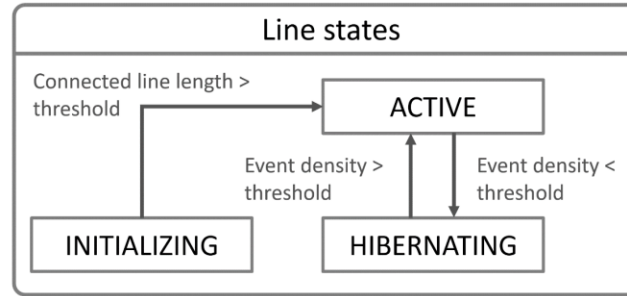 Line states
Connected line length >
threshold
ACTIVE
Event density >
threshold
Event density <
threshold
INITIALIZING
HIBERNATING